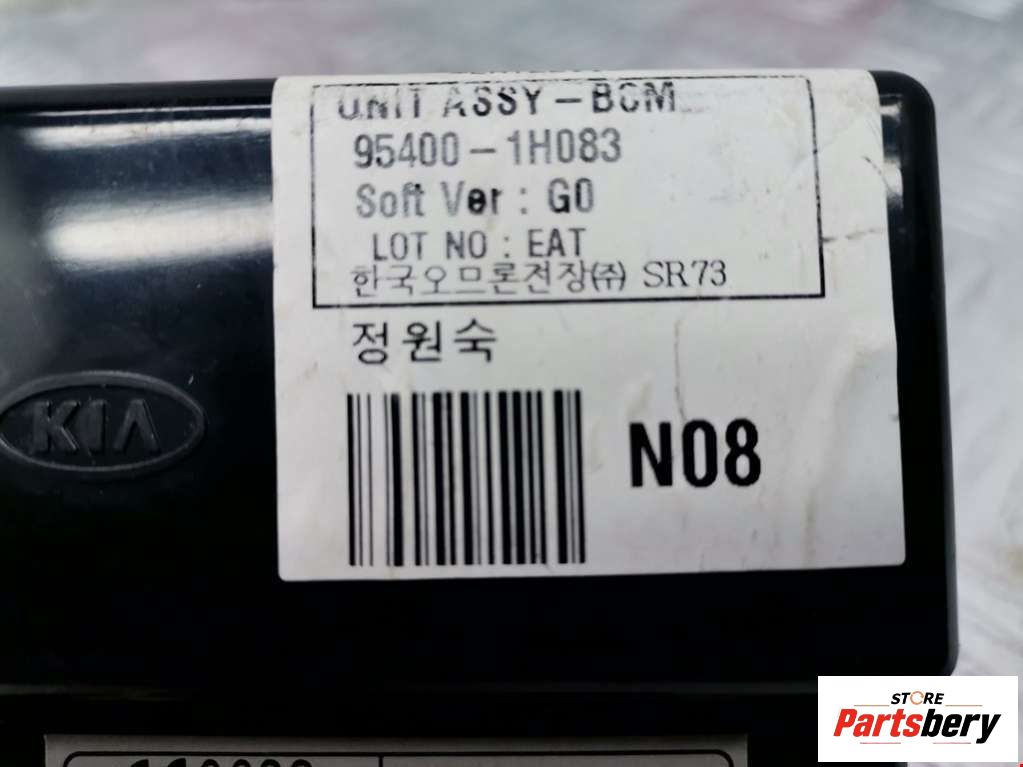 UNIT ASSY-BCM
95400-1H083
Soft Ver : G0
LOT NO : EAT
한국오므론전장㈜ SR73
정원숙
KIA
N08
STORE
Partsbery